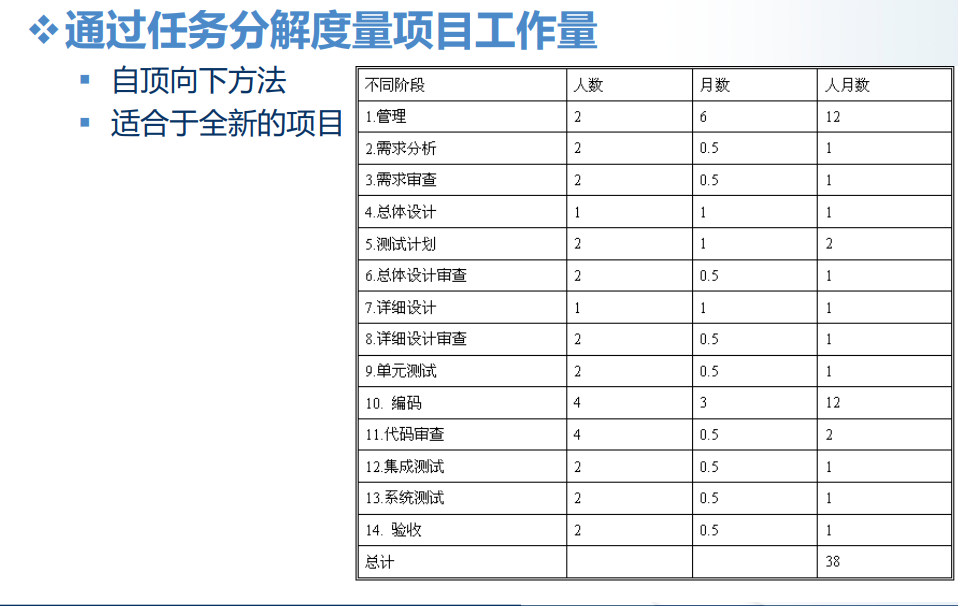 通过任务分解度量项目工作量
自顶向下方法
适合于全新的项目
不同阶段 人数 月数 人月数
1.管理 2 6 12
2.需求分析 2 0.5 1
3.需求审查 2 0.5 1
4.总体设计 1 1 1
5.测试计划 2 1 2
6.总体设计审查 2 0.5 1
7.详细设计 1 1 1
8.详细设计审查 2 0.5 1
9.单元测试 2 0.5 1
10. 编码 4 3 12
11.代码审查 4 0.5 2
12.集成测试 2 0.5 1
13.系统测试 2 0.5 1
14. 验收 2 0.5 1
总计 38